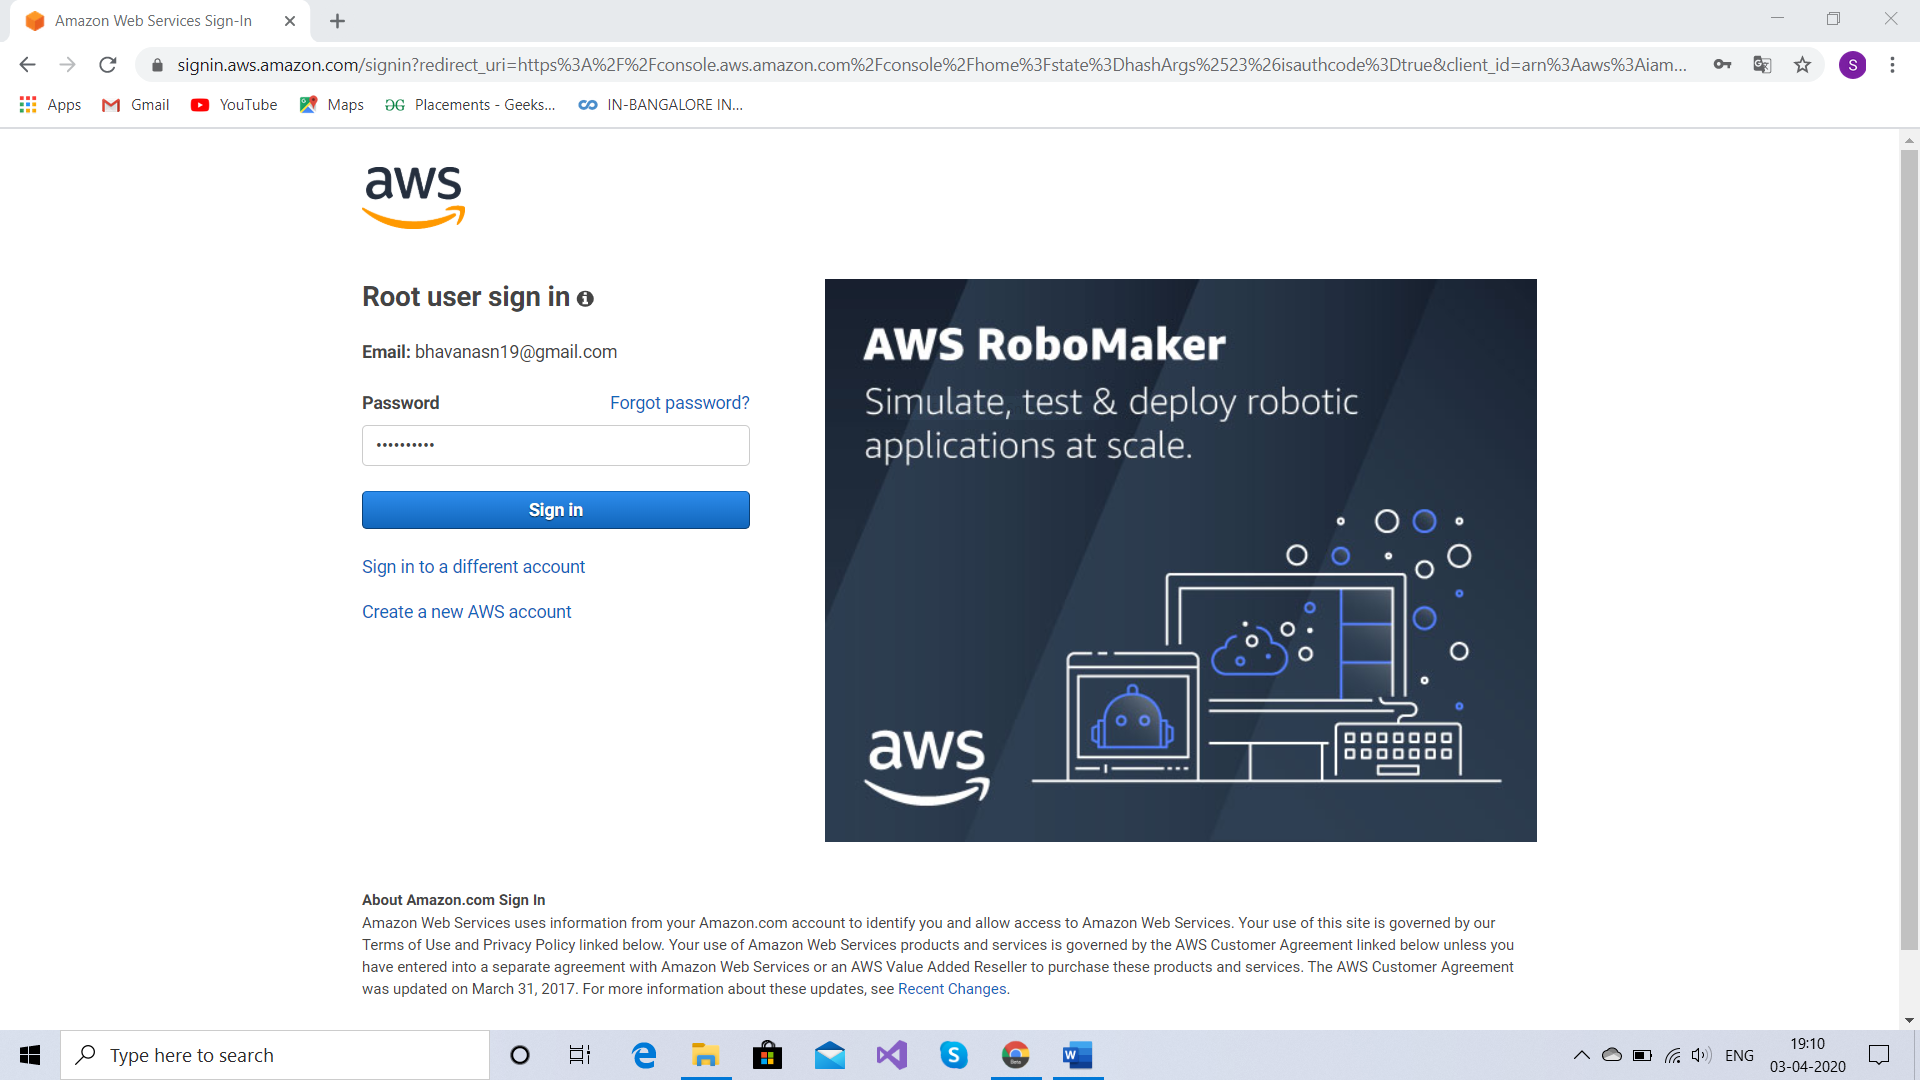 Amazon Web Services Sign-In
signin.aws.amazon.com/signin?redirect_uri=https%3A%2F%2Fconsole.aws.amazon.com%2Fconsole%2Fhome%3Fstate%3DhashArgs%2523%26isauthcode%3Dtrue&client_id=arn%3Aaws%3Aiam...
S
Apps
Gmail
YouTube
Maps
Placements - Geeks...
IN-BANGALORE IN...
aws
Root user sign in
Email: bhavanasn19@gmail.com
Password
Forgot password?
Sign in
Sign in to a different account
Create a new AWS account
AWS RoboMaker
Simulate, test & deploy robotic
applications at scale.
aws
About Amazon.com Sign In
Amazon Web Services uses information from your Amazon.com account to identify you and allow access to Amazon Web Services. Your use of this site is governed by our
Terms of Use and Privacy Policy linked below. Your use of Amazon Web Services products and services is governed by the AWS Customer Agreement linked below unless you
have entered into a separate agreement with Amazon Web Services or an AWS Value Added Reseller to purchase these products and services. The AWS Customer Agreement
was updated on March 31, 2017. For more information about these updates, see Recent Changes.
Type here to search
ENG
19:10
03-04-2020